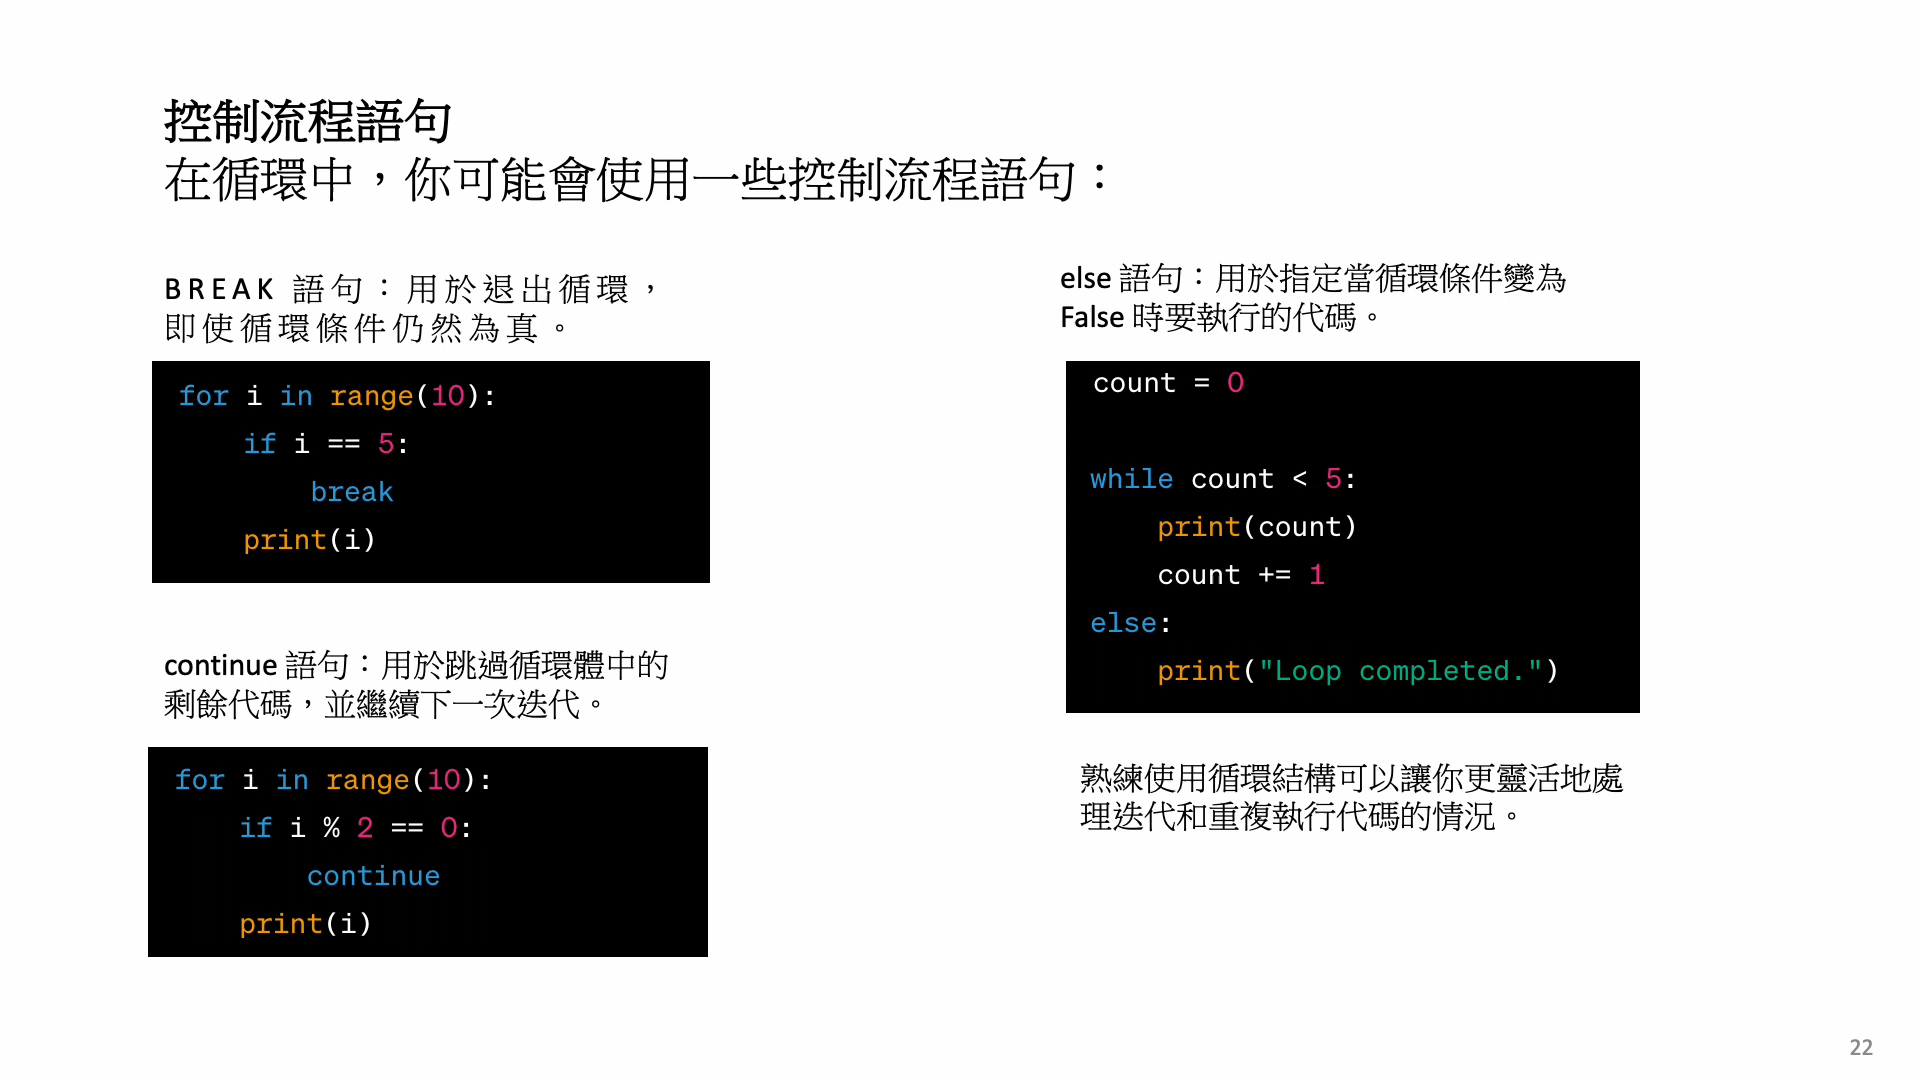 控制流程語句
在循環中，你可能會使用一些控制流程語句：
BREAK 語句：用於退出循環，
即使循環條件仍然為真。
for i in range(10):
    if i == 5:
        break
    print(i)
continue 語句：用於跳過循環體中的
剩餘代碼，並繼續下一次迭代。
for i in range(10):
    if i % 2 == 0:
        continue
    print(i)
else 語句：用於指定當循環條件變為
False 時要執行的代碼。
count = 0
while count < 5:
    print(count)
    count += 1
else:
    print("Loop completed.")
熟練使用循環結構可以讓你更靈活地處
理迭代和重複執行代碼的情況。
22